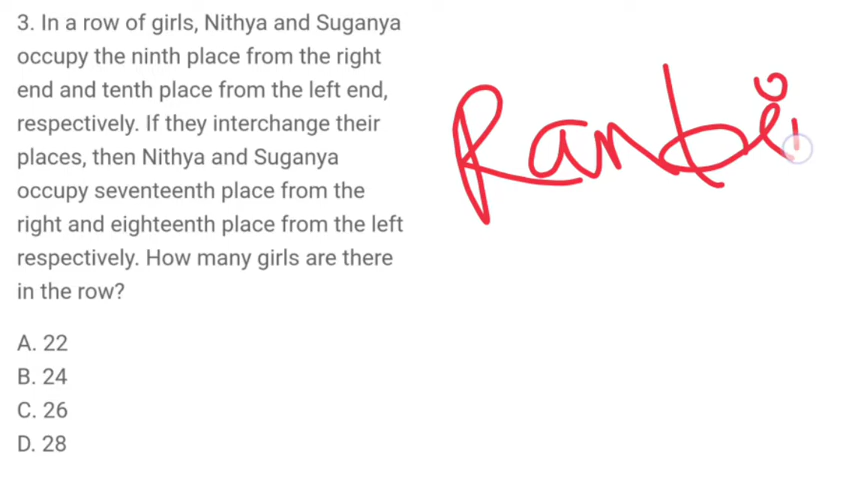 3. In a row of girls, Nithya and Suganya
occupy the ninth place from the right
end and tenth place from the left end,
respectively. If they interchange their
places, then Nithya and Suganya
occupy seventeenth place from the
right and eighteenth place from the left
respectively. How many girls are there
in the row?
A. 22
B. 24
C. 26
D. 28